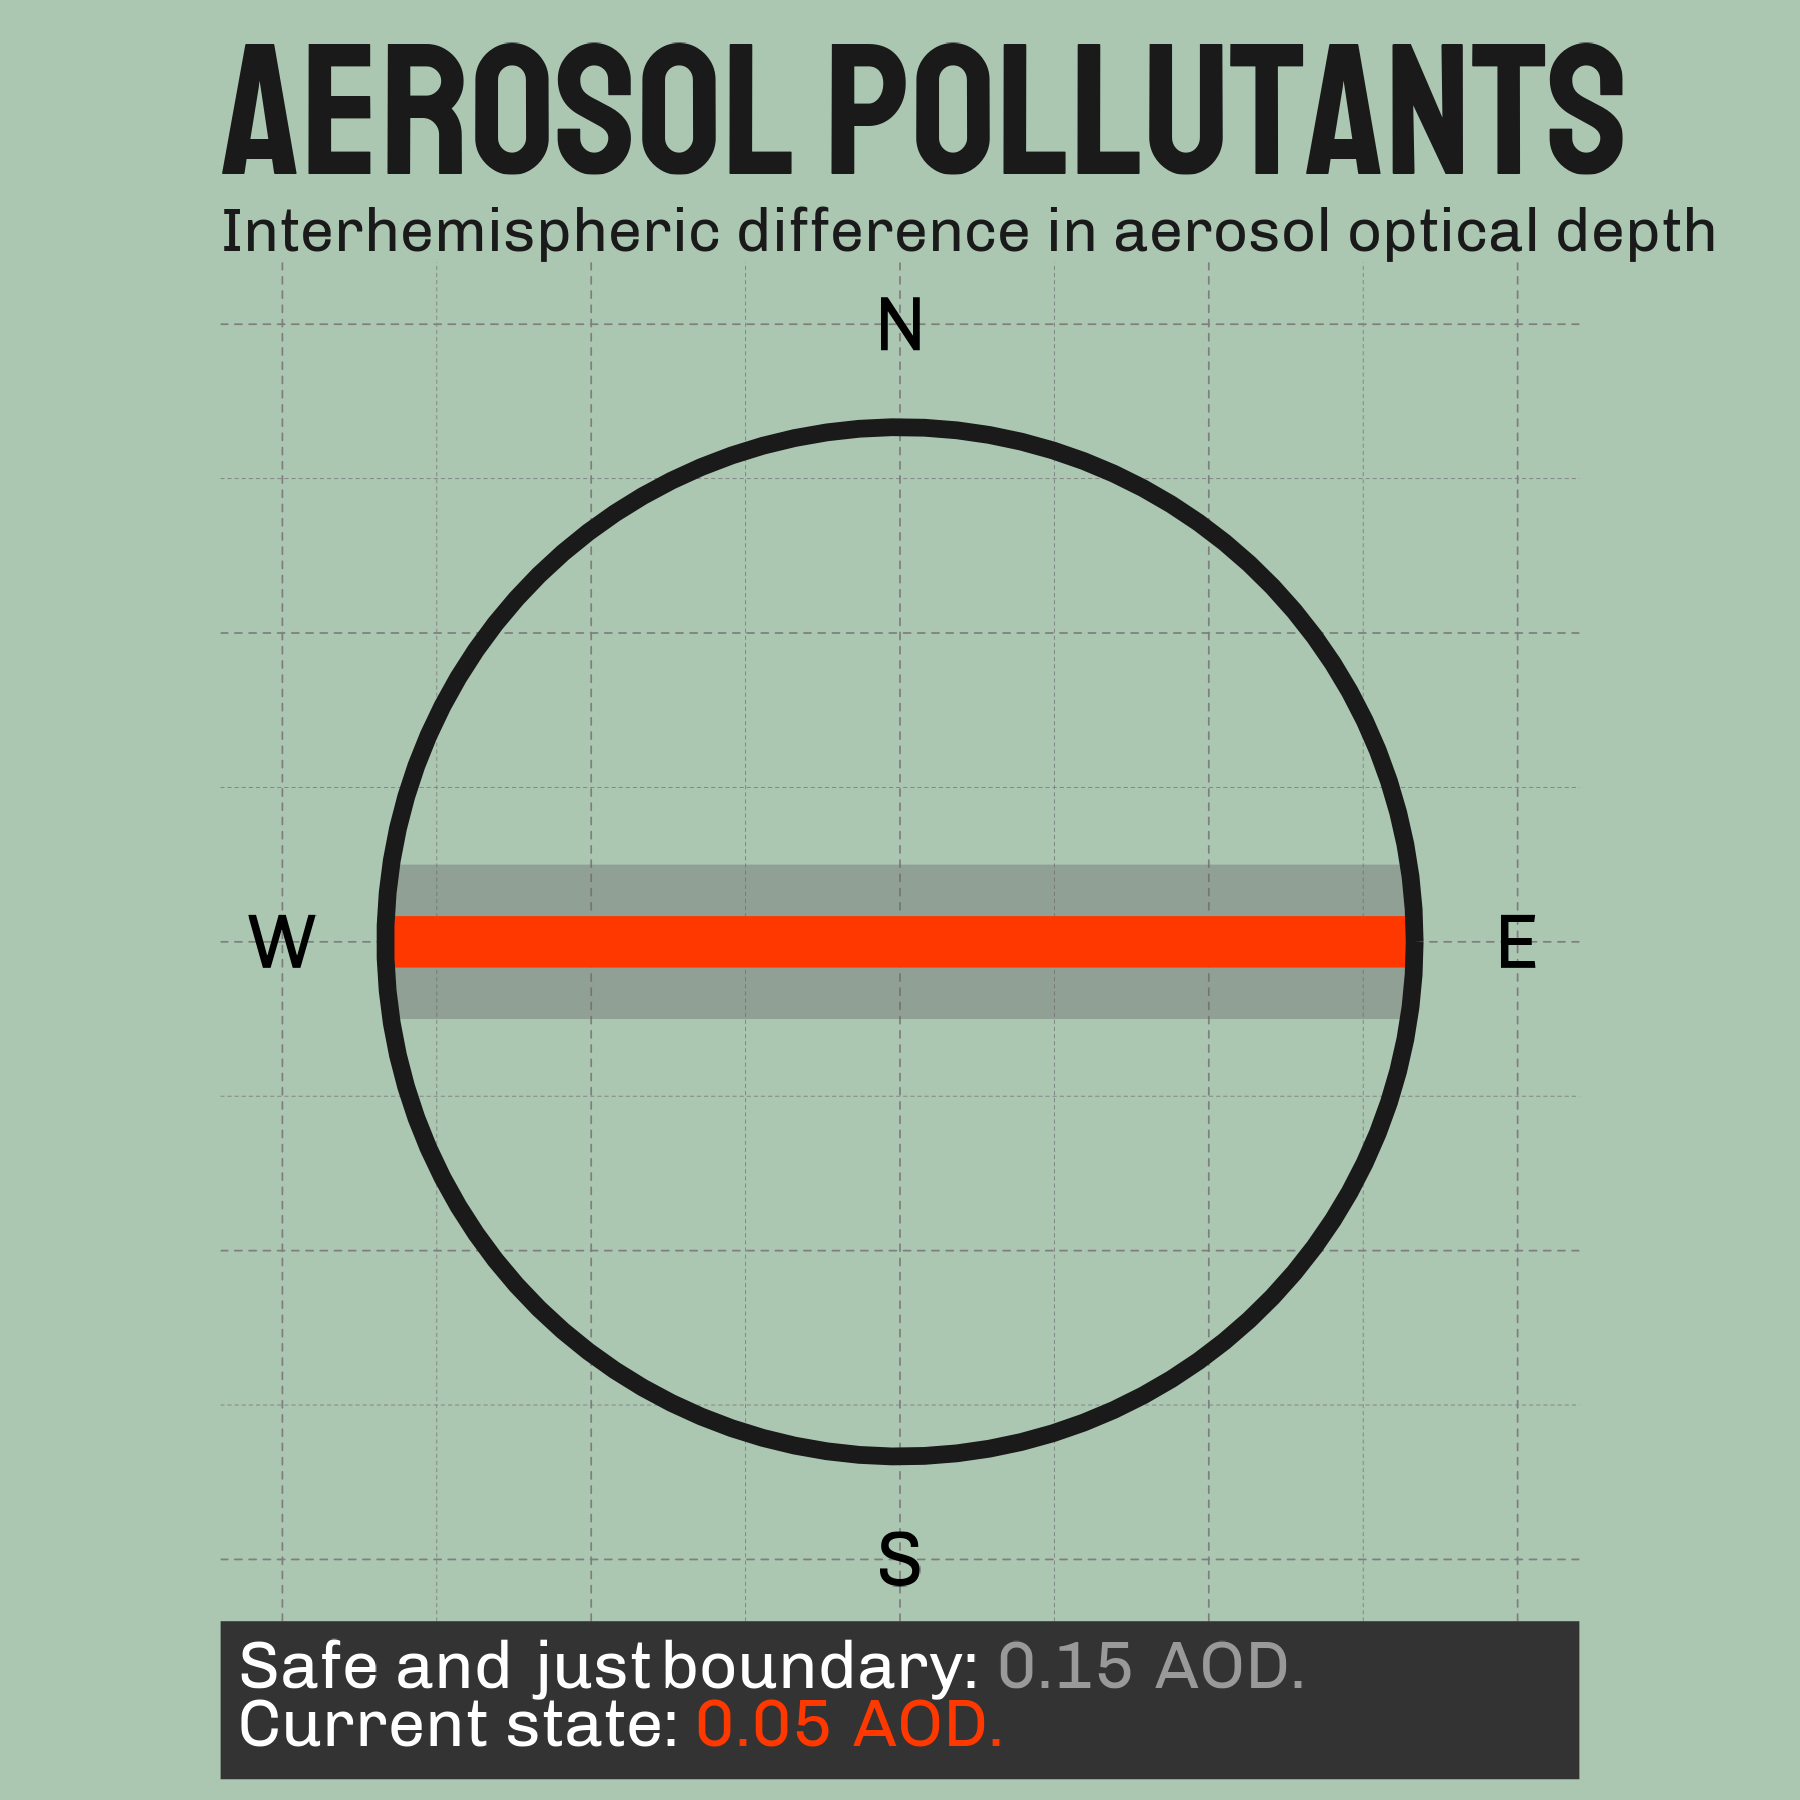 AEROSOL POLLUTANTS
Interhemispheric difference in aerosol optical depth
N
W
E
S
Safe and just boundary: 0.15 AOD.
Current state: 0.05 AOD.